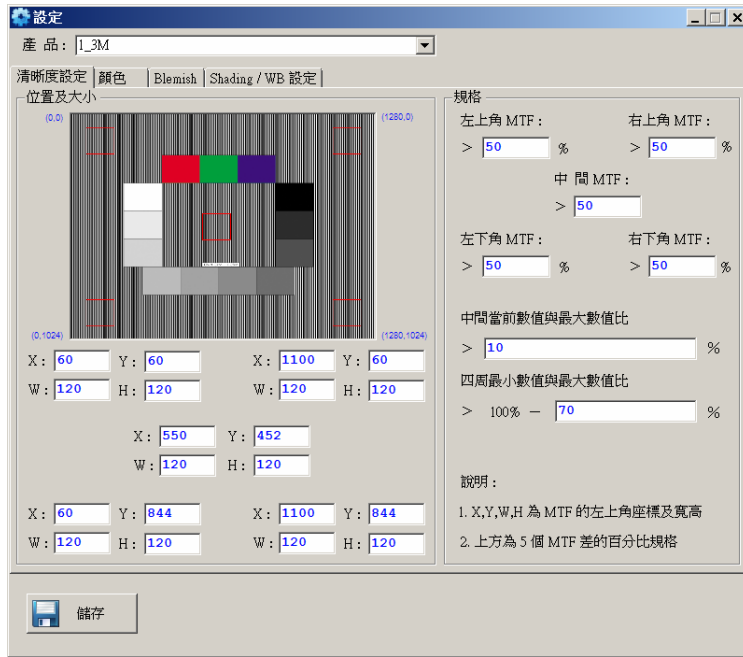 設定
產 品: 1_3M
清晰度設定 顏色 Blemish Shading / WB 設定
位置及大小
(0,0) (1280,0)
(0,1024) (1280,1024)
X: 60 Y: 60 X: 1100 Y: 60
W: 120 H: 120 W: 120 H: 120
X: 550 Y: 452
W: 120 H: 120
X: 60 Y: 844 X: 1100 Y: 844
W: 120 H: 120 W: 120 H: 120
規格
左上角 MTF: 右上角 MTF:
> 50 % > 50 %
中 間 MTF:
> 50
左下角 MTF: 右下角 MTF:
> 50 % > 50 %
中間當前數值與最大數值比
> 10 %
四周最小數值與最大數值比
> 100% － 70 %
說明:
1. X,Y,W,H 為 MTF 的左上角座標及寬高
2. 上方為 5 個 MTF 差的百分比規格
儲存